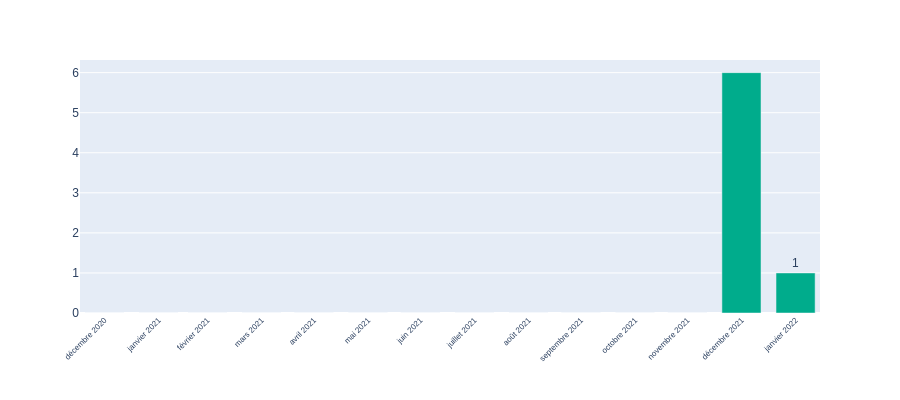 6
5
4
3
2
1
0
1
décembre 2020
janvier 2021
février 2021
mars 2021
avril 2021
mai 2021
juin 2021
juillet 2021
août 2021
septembre 2021
octobre 2021
novembre 2021
décembre 2021
janvier 2022